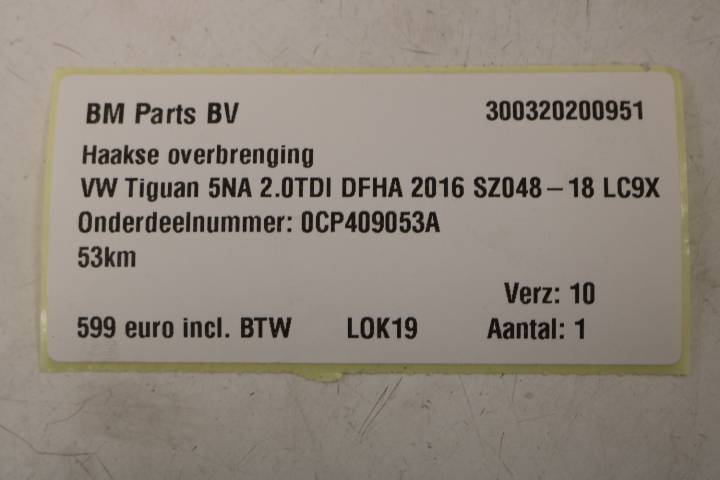 BM Parts BV 300320200951
Haakse overbrenging
VW Tiguan 5NA 2.0TDI DFHA 2016 SZ048-18 LC9X
Onderdeelnummer: 0CP409053A
53km
Verz: 10
599 euro incl. BTW LOK19 Aantal: 1